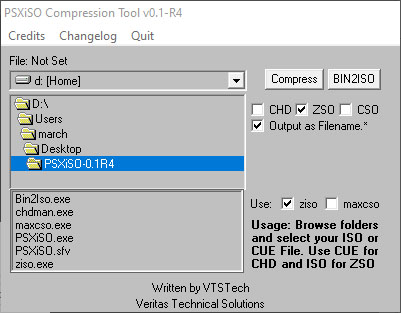 PSXiSO Compression Tool v0.1-R4
Credits Changelog Quit
File: Not Set
d: [Home]
Compress BIN2ISO
D:\
Users
march
Desktop
PSXiSO-0.1R4
CHD ZSO CSO
Output as Filename.*
Bin2Iso.exe
chdman.exe
maxcso.exe
PSXiSO.exe
PSXiSO.sfv
ziso.exe
Use: ziso maxcso
Usage: Browse folders
and select your ISO or
CUE File. Use CUE for
CHD and ISO for ZSO
Written by VTSTech
Veritas Technical Solutions